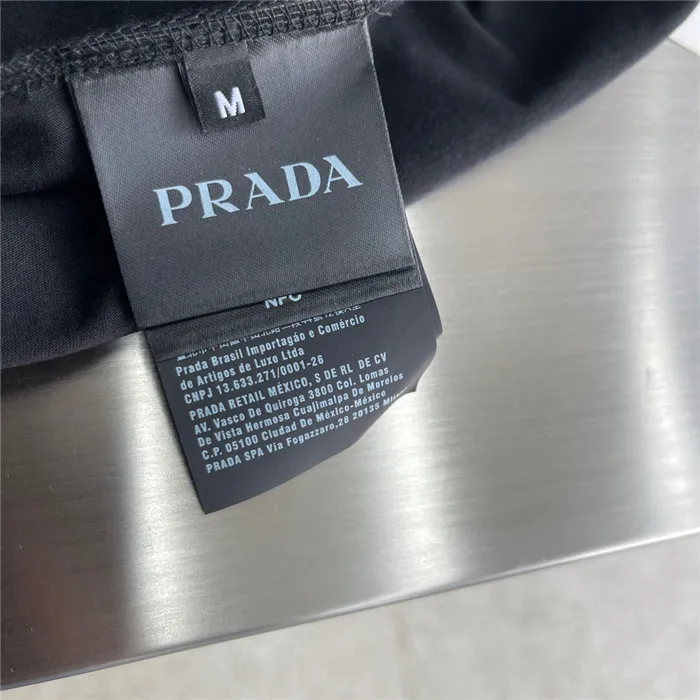 M
PRADA
NFC
Prada Brasil Importação e Comércio
de Artigos de Luxo Ltda
CNPJ 13.633.271/0001-26
PRADA RETAIL MÉXICO, S DE RL DE CV
AV. Vasco De Quiroga 3800 Col. Lomas
De Vista Hermosa Cuajimalpa De Morelos
C.P. 05100 Ciudad De México-México
PRADA SPA Via Fogazzaro,28 20135